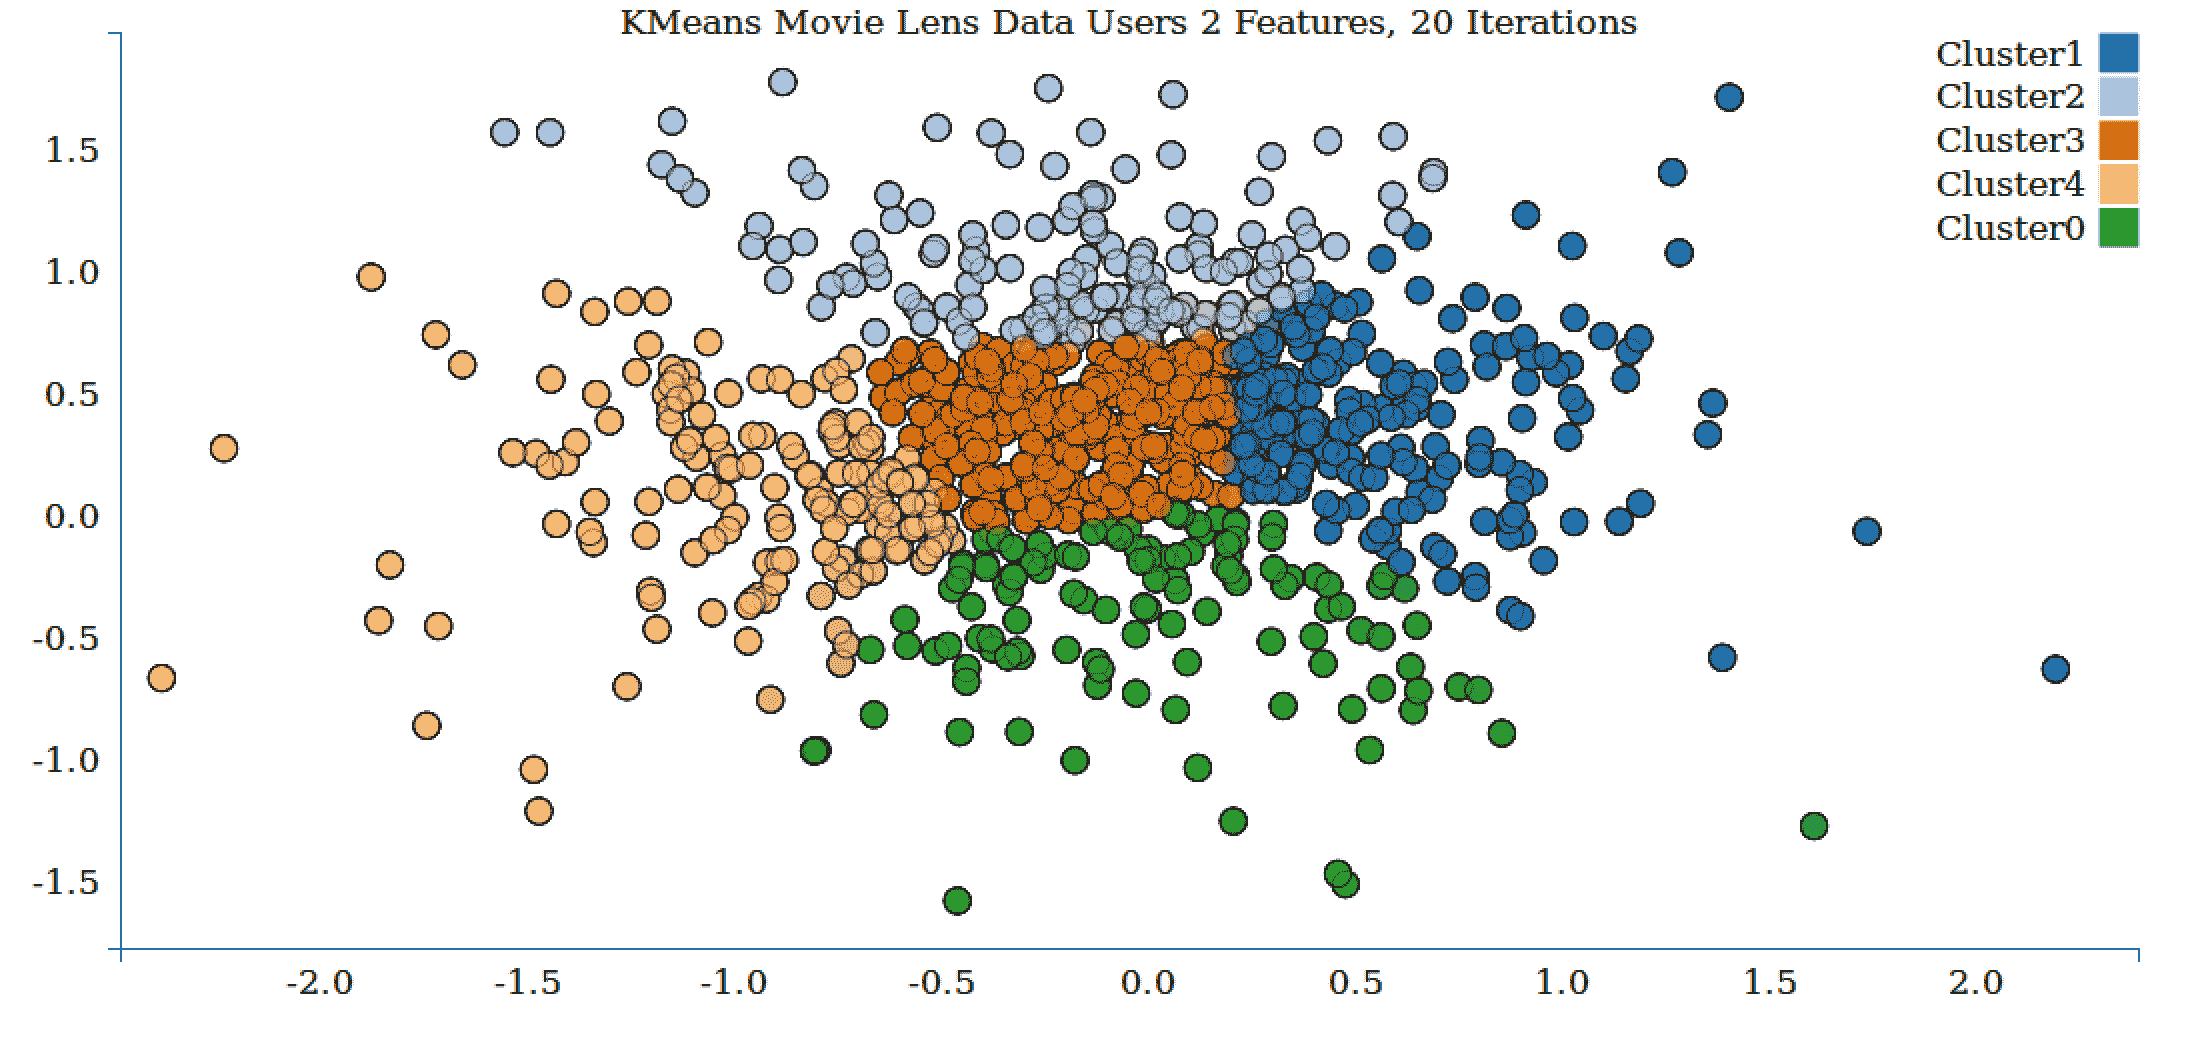 KMeans Movie Lens Data Users 2 Features, 20 Iterations
Cluster1
Cluster2
Cluster3
Cluster4
Cluster0
1.5
1.0
0.5
0.0
-0.5
-1.0
-1.5
-2.0 -1.5 -1.0 -0.5 0.0 0.5 1.0 1.5 2.0